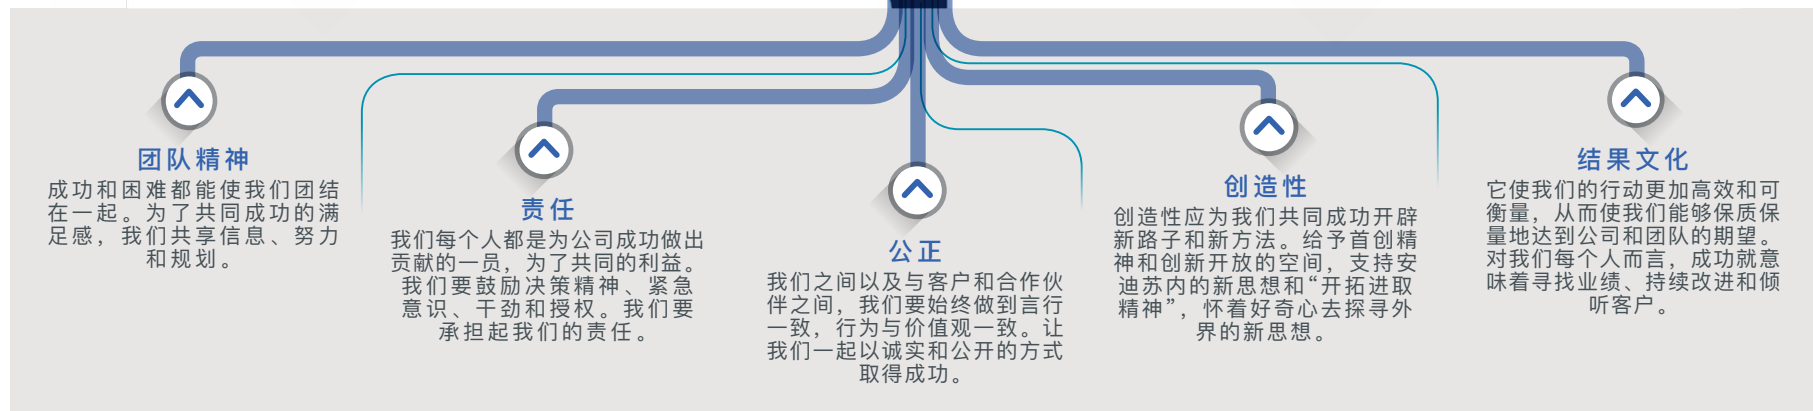 团队精神
成功和困难都能使我们团结
在一起。为了共同成功的满
足感，我们共享信息、努力
和规划。
责任
我们每个人都是为公司成功做出
贡献的一员，为了共同的利益。
我们要鼓励决策精神、紧急
意识、干劲和授权。我们要
承担起我们的责任。
公正
我们之间以及与客户和合作伙
伴之间，我们要始终做到言行
一致，行为与价值观一致。让
我们一起以诚实和公开的方式
取得成功。
创造性
创造性应为我们共同成功开辟
新路子和新方法。给予首创精
神和创新开放的空间，支持安
迪苏内的新思想和“开拓进取
精神”，怀着好奇心去探寻外
界的新思想。
结果文化
它使我们的行动更加高效和可
衡量，从而使我们能够保质保
量地达到公司和团队的期望。
对我们每个人而言，成功就意
味着寻找业绩、持续改进和倾
听客户。